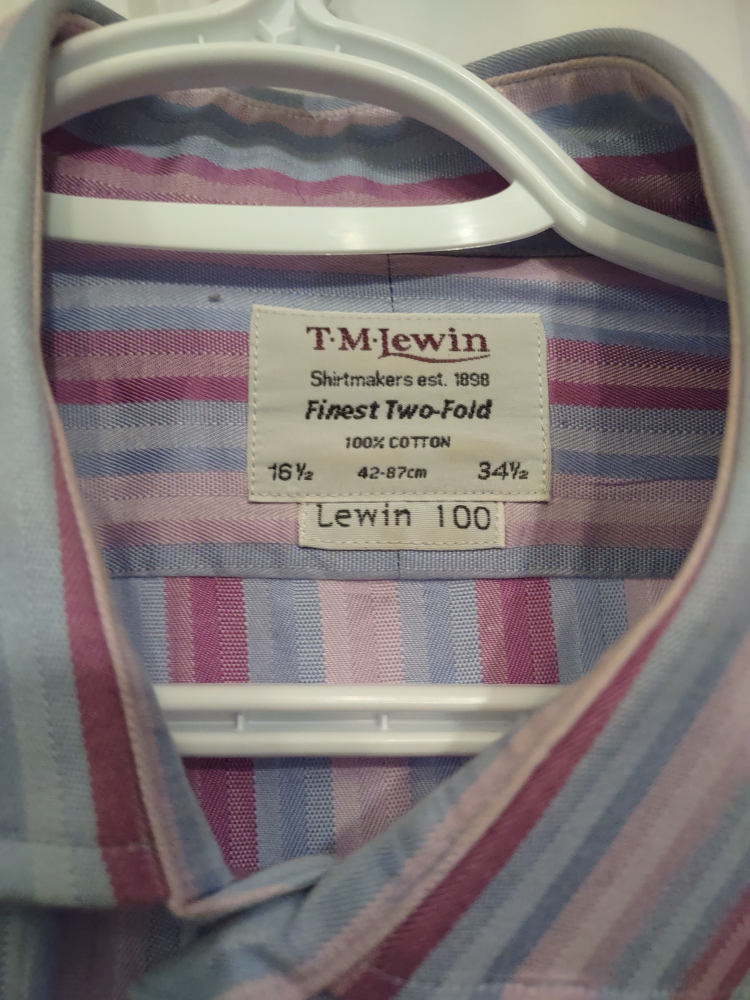 T·M·Lewin
Shirtmakers est. 1898
Finest Two-Fold
100% COTTON
16½ 42-87cm 34½
Lewin 100